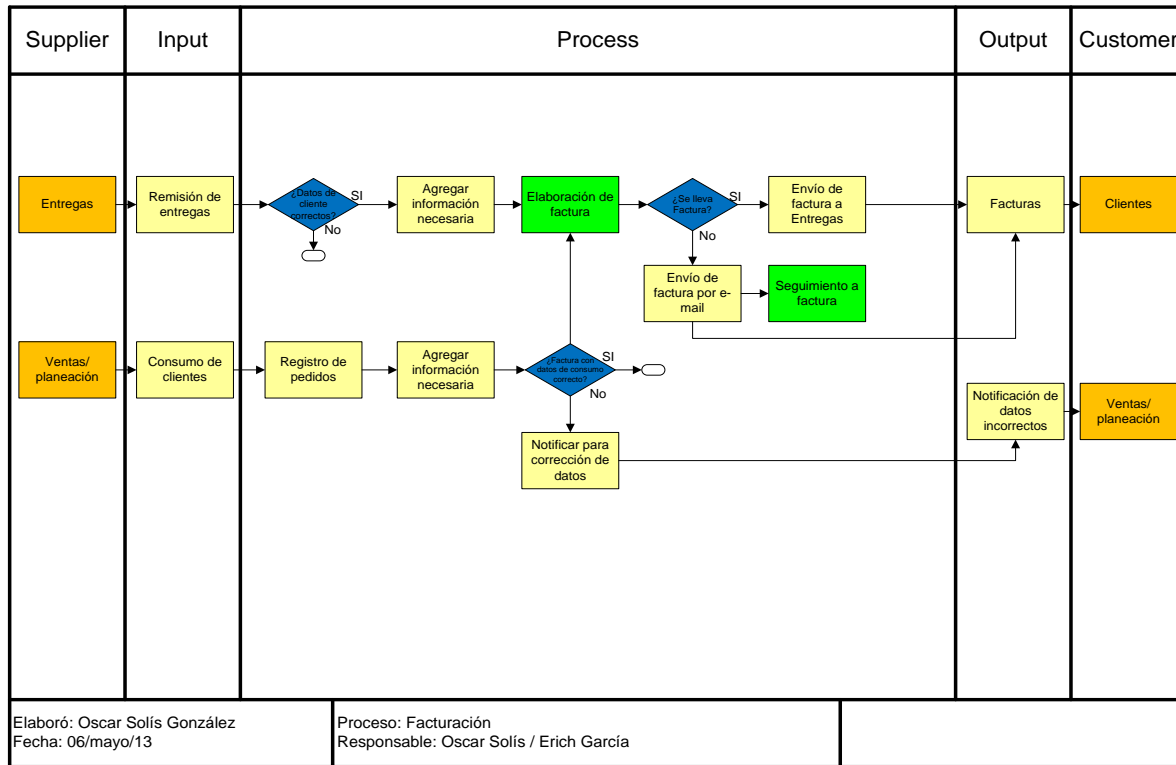 Supplier
Input
Process
Output
Customer
Entregas
Remisión de
entregas
¿Datos de
cliente
correctos?
SI
No
Agregar
información
necesaria
Elaboración de
factura
¿Se lleva
Factura?
SI
No
Envío de
factura a
Entregas
Facturas
Clientes
Envío de
factura por e-
mail
Seguimiento a
factura
Ventas/
planeación
Consumo de
clientes
Registro de
pedidos
Agregar
información
necesaria
¿Factura con
datos de consumo
correcto?
SI
No
Notificar para
corrección de
datos
Notificación de
datos
incorrectos
Ventas/
planeación
Elaboró: Oscar Solís González
Fecha: 06/mayo/13
Proceso: Facturación
Responsable: Oscar Solís / Erich García